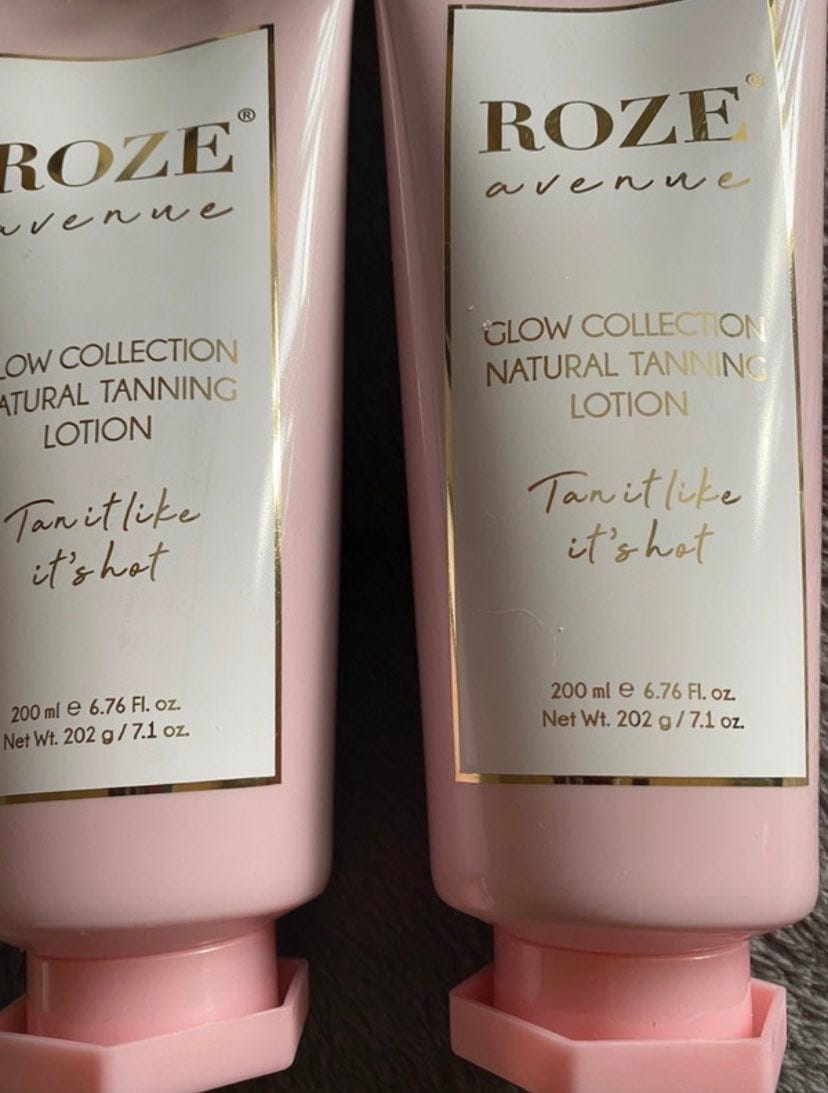 ROZE®
avenue
LOW COLLECTION
ATURAL TANNING
LOTION
Tan it like
it's hot
200 ml ℮ 6.76 Fl. oz.
Net Wt. 202 g / 7.1 oz.
ROZE®
avenue
GLOW COLLECTION
NATURAL TANNING
LOTION
Tan it like
it's hot
200 ml ℮ 6.76 Fl. oz.
Net Wt. 202 g / 7.1 oz.